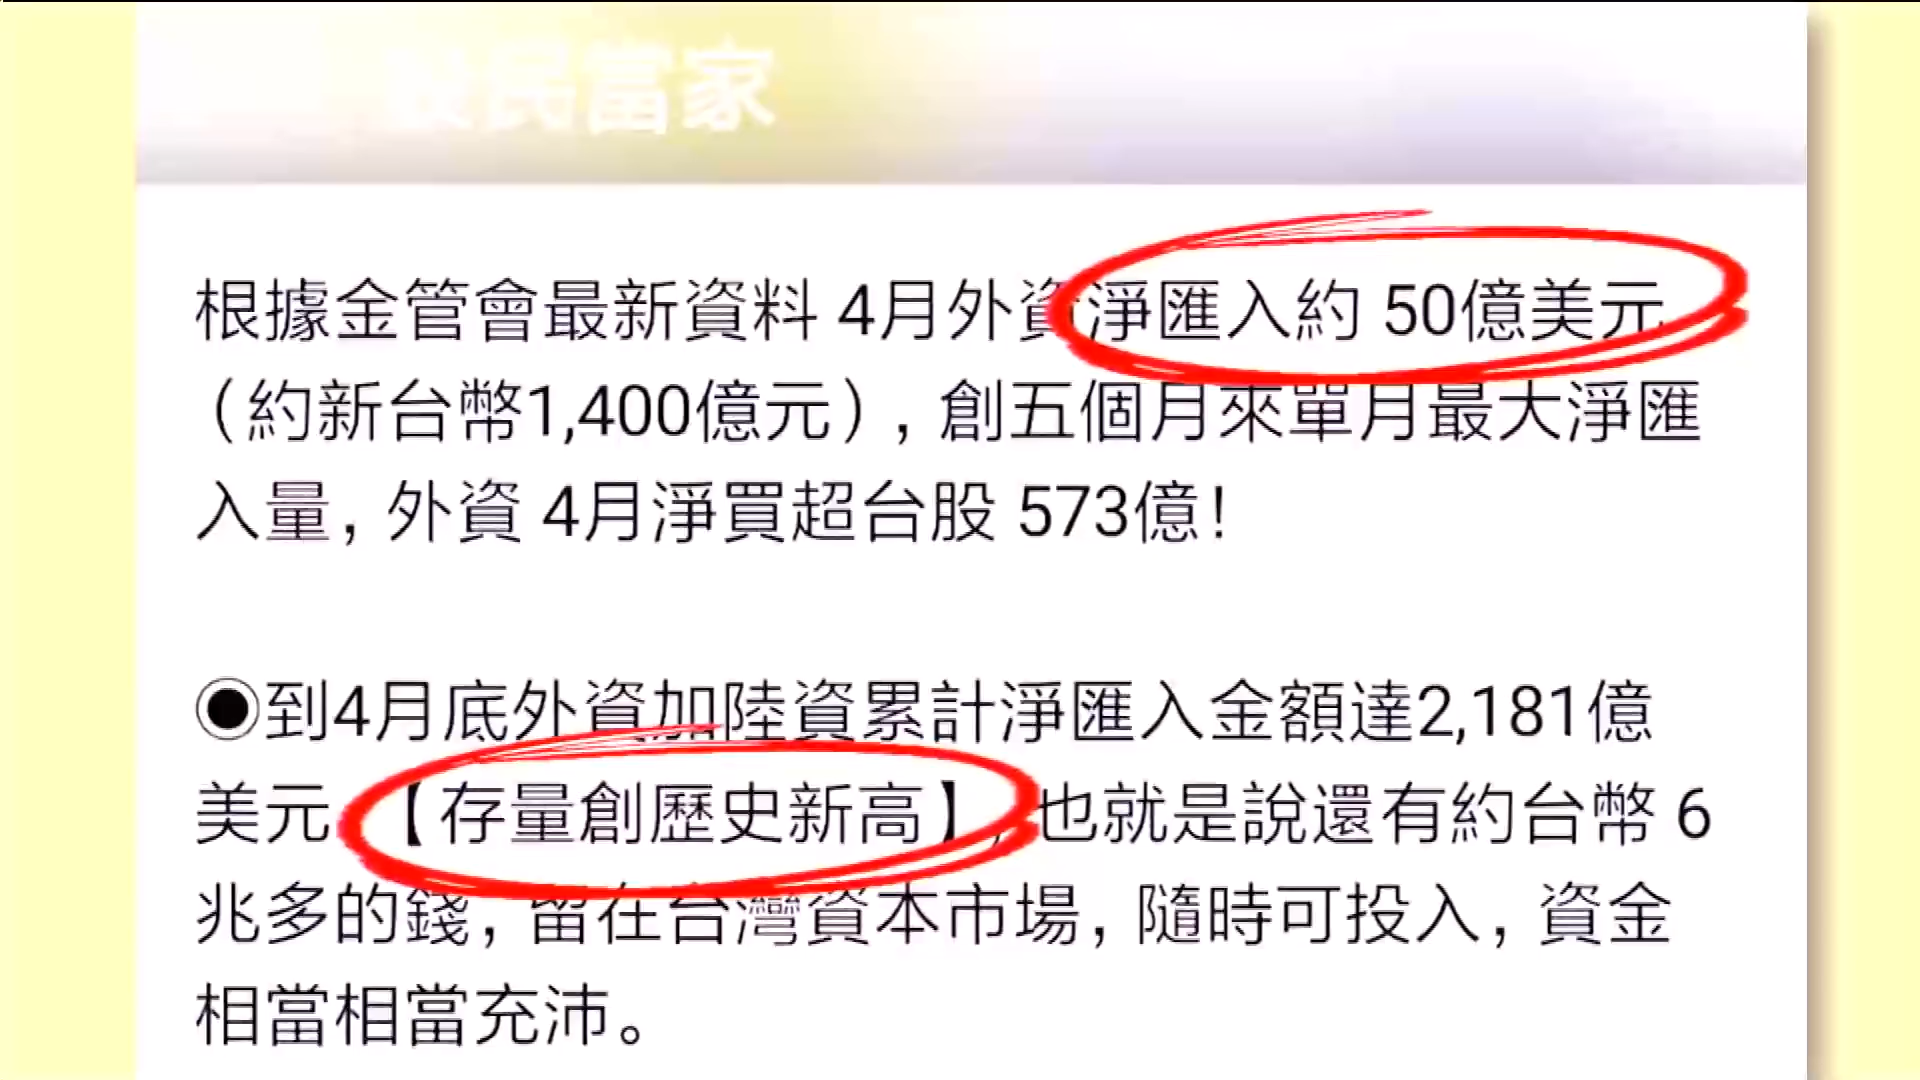 股民當家
根據金管會最新資料 4月外資淨匯入約 50億美元
（約新台幣1,400億元），創五個月來單月最大淨匯
入量，外資 4月淨買超台股 573億！
◉到4月底外資加陸資累計淨匯入金額達2,181億
美元【存量創歷史新高】，也就是說還有約台幣 6
兆多的錢，留在台灣資本市場，隨時可投入，資金
相當相當充沛。